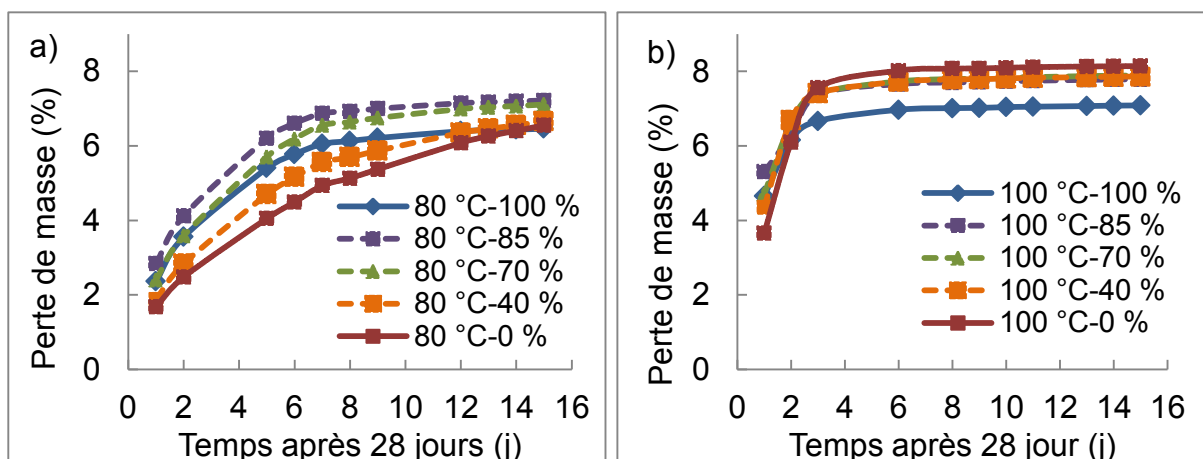 a)
Perte de masse (%)
8
6
4
2
0
80 °C-100 %
80 °C-85 %
80 °C-70 %
80 °C-40 %
80 °C-0 %
0 2 4 6 8 10 12 14 16
Temps après 28 jours (j)
b)
Perte de masse (%)
8
6
4
2
0
100 °C-100 %
100 °C-85 %
100 °C-70 %
100 °C-40 %
100 °C-0 %
0 2 4 6 8 10 12 14 16
Temps après 28 jour (j)